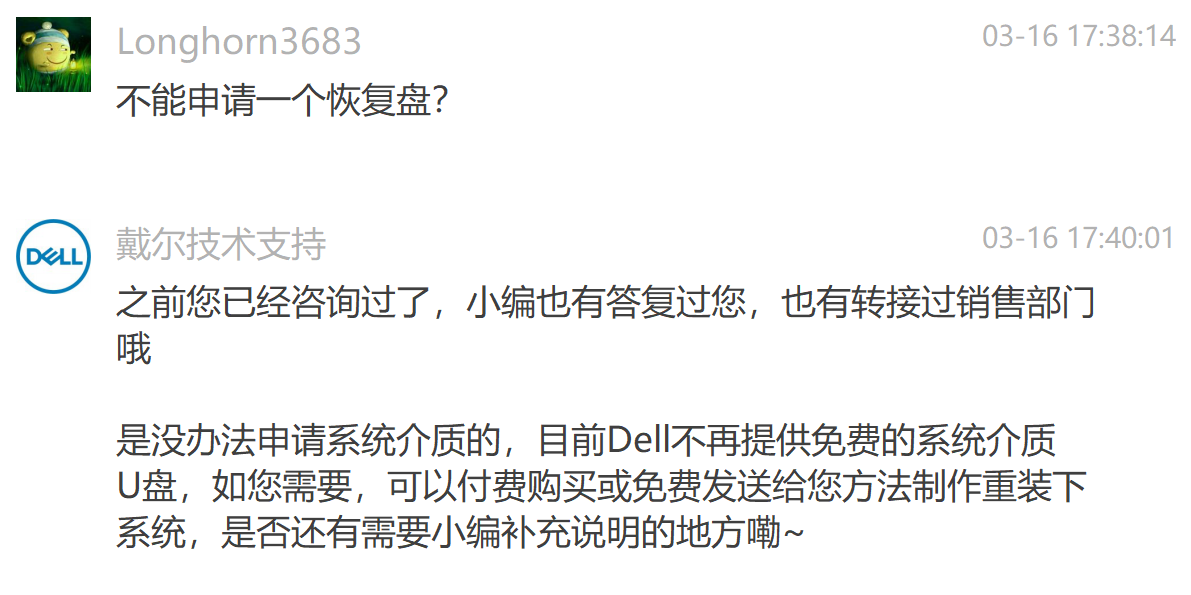 Longhorn3683
03-16 17:38:14
不能申请一个恢复盘？
DELL
戴尔技术支持
03-16 17:40:01
之前您已经咨询过了，小编也有答复过您，也有转接过销售部门
哦
是没办法申请系统介质的，目前Dell不再提供免费的系统介质
U盘，如您需要，可以付费购买或免费发送给您方法制作重装下
系统，是否还有需要小编补充说明的地方嘞~